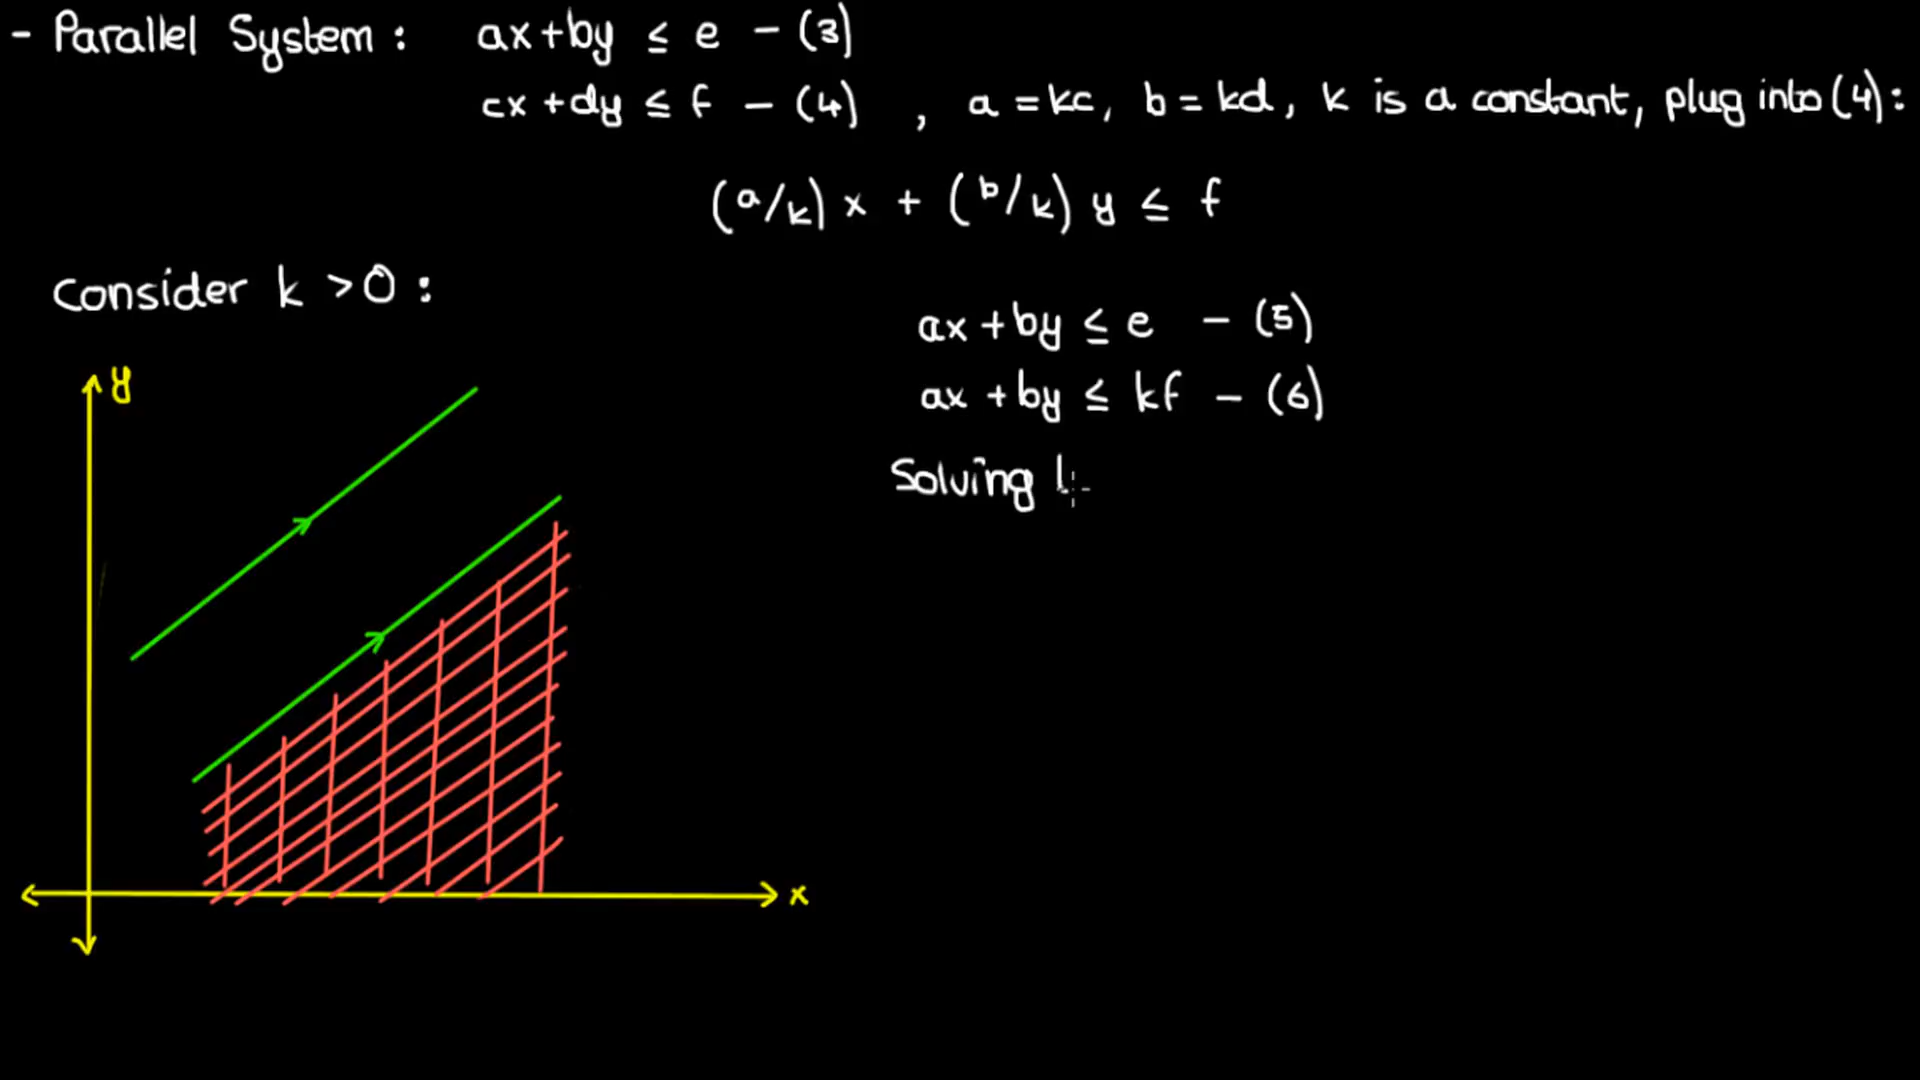 - Parallel System : ax+by ≤ e - (3)
cx+dy ≤ f - (4) , a = kc, b = kd, k is a constant, plug into (4) :
(a/k) x + (b/k) y ≤ f
Consider k > 0 :
ax + by ≤ e - (5)
ax + by ≤ kf - (6)
y
Solving
x